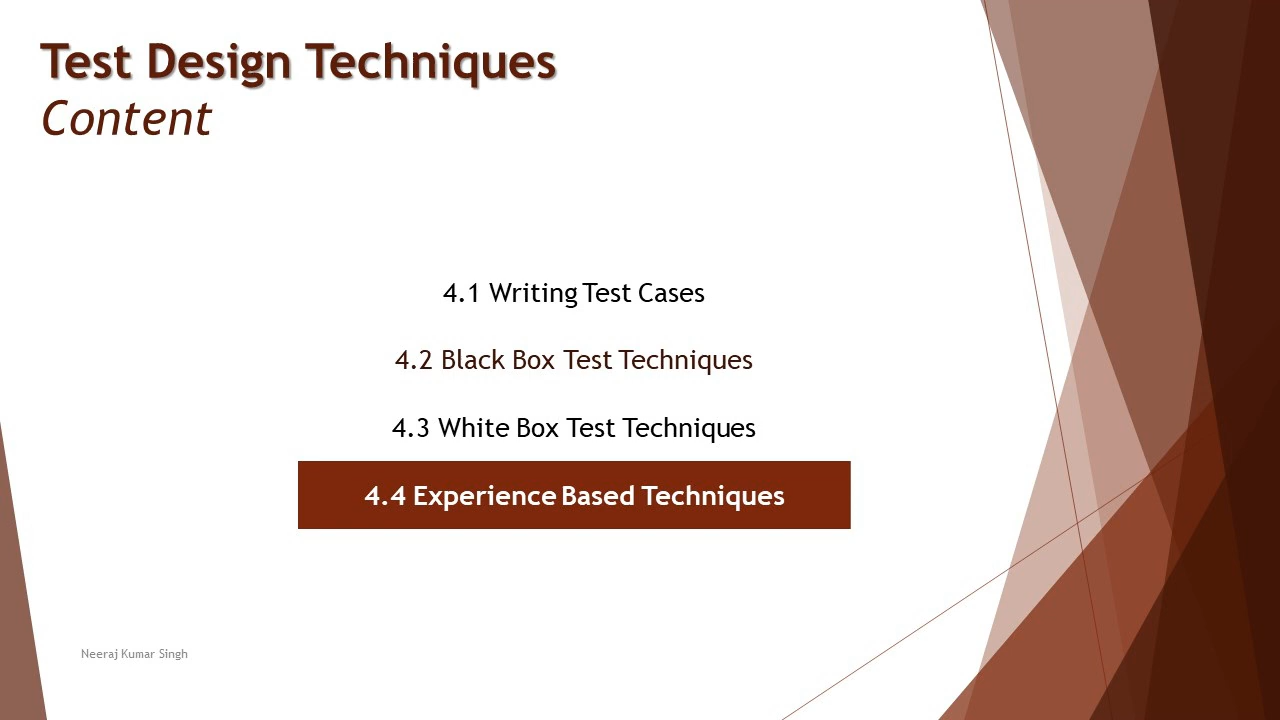 Test Design Techniques
Content
4.1 Writing Test Cases
4.2 Black Box Test Techniques
4.3 White Box Test Techniques
4.4 Experience Based Techniques
Neeraj Kumar Singh